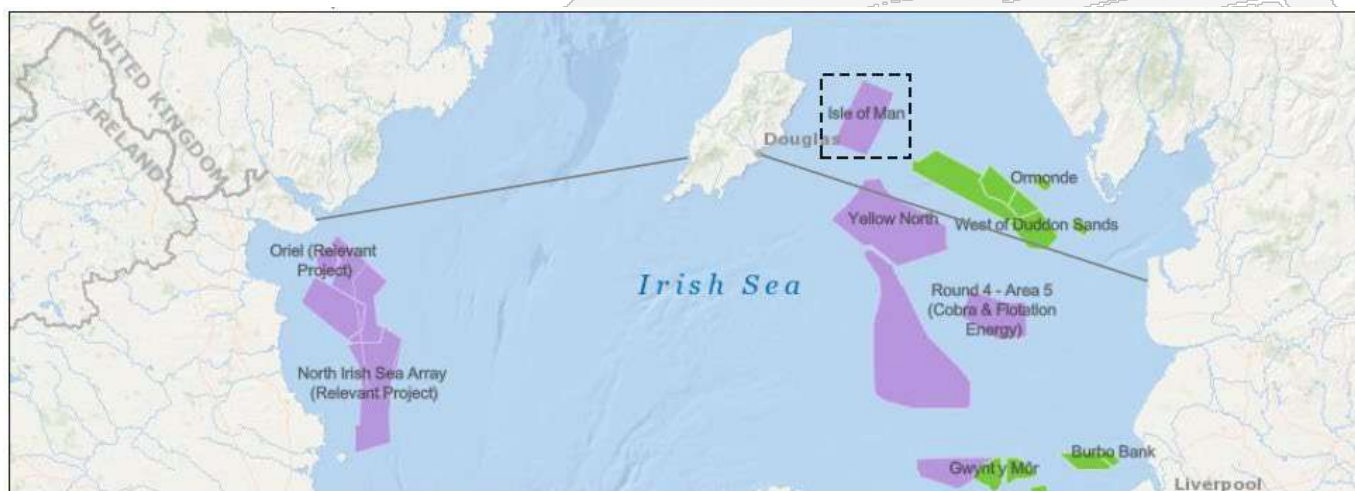 UNITED KINGDOM
IRELAND
Isle of Man
Douglas
Ormonde
Yellow North
West of Duddon Sands
Oriel (Relevant
Project)
Irish Sea
Round 4 - Area 5
(Cobra & Flotation
Energy)
North Irish Sea Array
(Relevant Project)
Burbo Bank
Gwynt y Môr
Liverpool